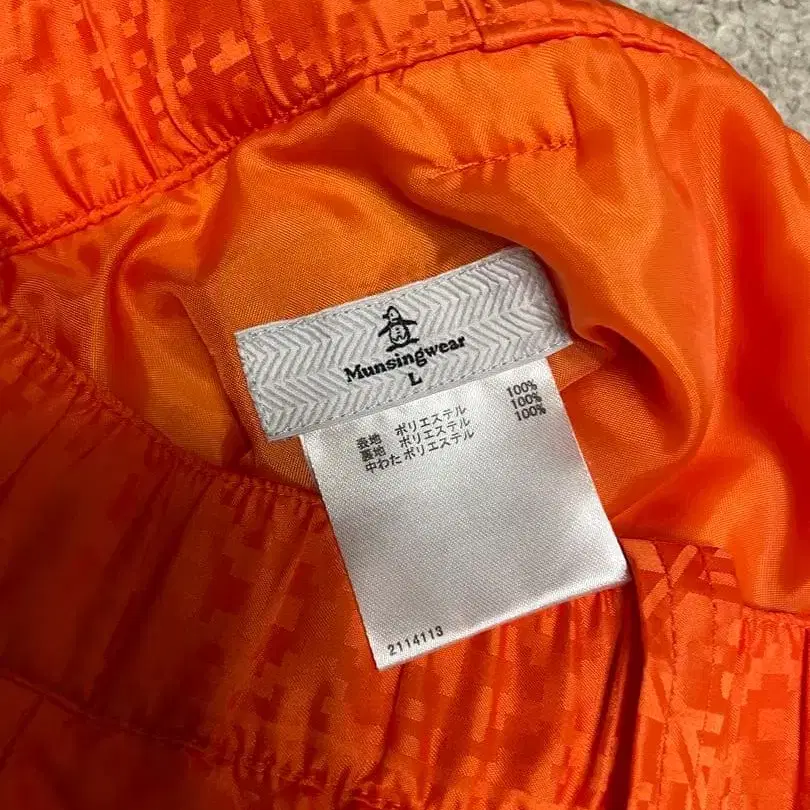 Munsingwear
L
表地 ポリエステル 100%
裏地 ポリエステル 100%
中わた ポリエステル 100%
2114113